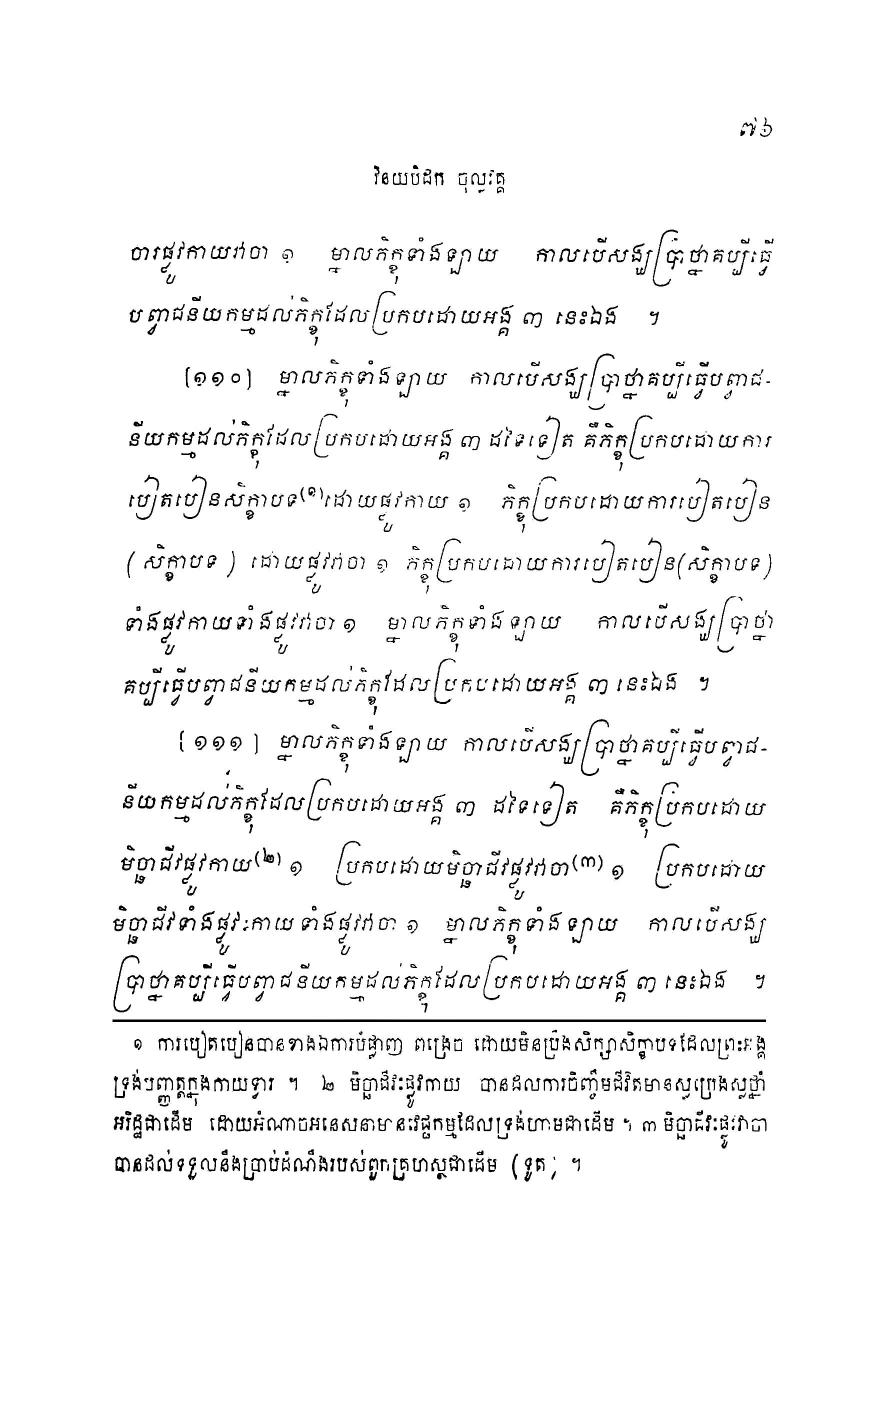 ៧៦
វិនយបិដក ចុល្លវគ្គ
ចារផ្លូវកាយវាចា ១ ម្នាលភិក្ខុទាំងឡាយ កាលបើសង្ឃប្រាថ្នាគប្បីធ្វើ
បព្វាជនីយកម្មដល់ភិក្ខុដែលប្រកបដោយអង្គ ៣ នេះឯង ។
[១១០] ម្នាលភិក្ខុទាំងឡាយ កាលបើសង្ឃប្រាថ្នាគប្បីធ្វើបព្វាជ-
នីយកម្មដល់ភិក្ខុដែលប្រកបដោយអង្គ ៣ ដទៃទៀត គឺភិក្ខុប្រកបដោយការ
បៀតបៀនសិក្ខាបទ(១)ដោយផ្លូវកាយ ១ ភិក្ខុប្រកបដោយការបៀតបៀន
(សិក្ខាបទ) ដោយផ្លូវវាចា ១ ភិក្ខុប្រកបដោយការបៀតបៀន(សិក្ខាបទ)
ទាំងផ្លូវកាយទាំងផ្លូវវាចា ១ ម្នាលភិក្ខុទាំងឡាយ កាលបើសង្ឃប្រាថ្នា
គប្បីធ្វើបព្វាជនីយកម្មដល់ភិក្ខុដែលប្រកបដោយអង្គ ៣ នេះឯង ។
[១១១] ម្នាលភិក្ខុទាំងឡាយ កាលបើសង្ឃប្រាថ្នាគប្បីធ្វើបព្វាជ-
នីយកម្មដល់ភិក្ខុដែលប្រកបដោយអង្គ ៣ ដទៃទៀត គឺភិក្ខុប្រកបដោយ
មិច្ឆាជីវផ្លូវកាយ(២) ១ ប្រកបដោយមិច្ឆាជីវផ្លូវវាចា(៣) ១ ប្រកបដោយ
មិច្ឆាជីវទាំងផ្លូវកាយ ទាំងផ្លូវវាចា ១ ម្នាលភិក្ខុទាំងឡាយ កាលបើសង្ឃ
ប្រាថ្នាគប្បីធ្វើបព្វាជនីយកម្មដល់ភិក្ខុដែលប្រកបដោយអង្គ ៣ នេះឯង ។
១ ការបៀតបៀនបានខាងឯការបំផ្លាញ ពង្រេច ដោយមិនប្រឹងសិក្សាសិក្ខាបទដែលព្រះអង្គ
ទ្រង់បញ្ញត្តក្នុងកាយទ្វារ ។ ២ មិច្ឆាជីវៈផ្លូវកាយ បានដល់ការចិញ្ចឹមជីវិតមាន
អរិដ្ឋជាដើម ដោយអំណាចអនេសនាមានវេជ្ជកម្មដែលទ្រង់ហាមជាដើម ។ ៣ មិច្ឆាជីវៈផ្លូវវាចា
បានដល់ទទួលនឹងប្រាប់ដំណឹងរបស់ពួកគ្រហស្ថជាដើម (ទូត) ។